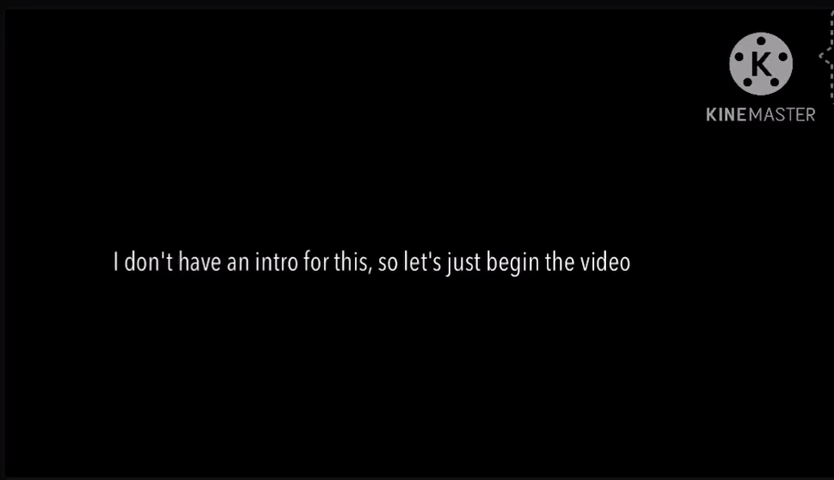 K
KINEMASTER
I don't have an intro for this, so let's just begin the video